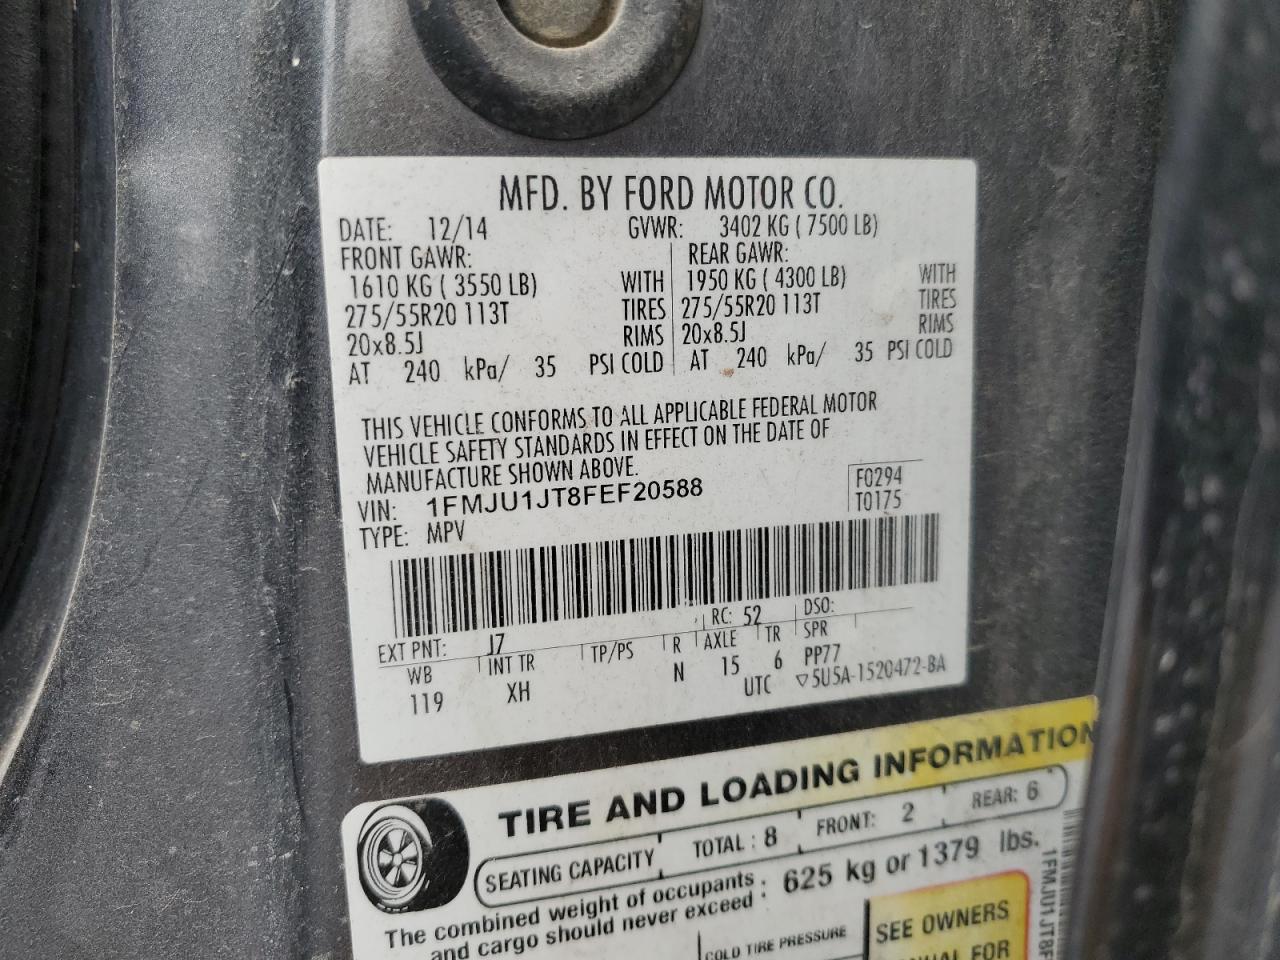 MFD. BY FORD MOTOR CO.
DATE: 12/14 GVWR: 3402 KG ( 7500 LB)
FRONT GAWR: REAR GAWR:
1610 KG ( 3550 LB) WITH 1950 KG ( 4300 LB) WITH
275/55R20 113T TIRES 275/55R20 113T TIRES
20x8.5J RIMS 20x8.5J RIMS
AT 240 kPa/ 35 PSI COLD AT 240 kPa/ 35 PSI COLD
THIS VEHICLE CONFORMS TO ALL APPLICABLE FEDERAL MOTOR
VEHICLE SAFETY STANDARDS IN EFFECT ON THE DATE OF
MANUFACTURE SHOWN ABOVE.
VIN: 1FMJU1JT8FEF20588 F0294
TYPE: MPV T0175
EXT PNT: J7 RC: 52 DSO:
WB INT TR TP/PS R AXLE TR SPR
119 XH N 15 6 PP77
UTC ▽5U5A-1520472-BA
TIRE AND LOADING INFORMATION
SEATING CAPACITY TOTAL : 8 FRONT: 2 REAR: 6
The combined weight of occupants : 625 kg or 1379 lbs.
and cargo should never exceed :
COLD TIRE PRESSURE SEE OWNERS
FOR
1FMJU1JT8F